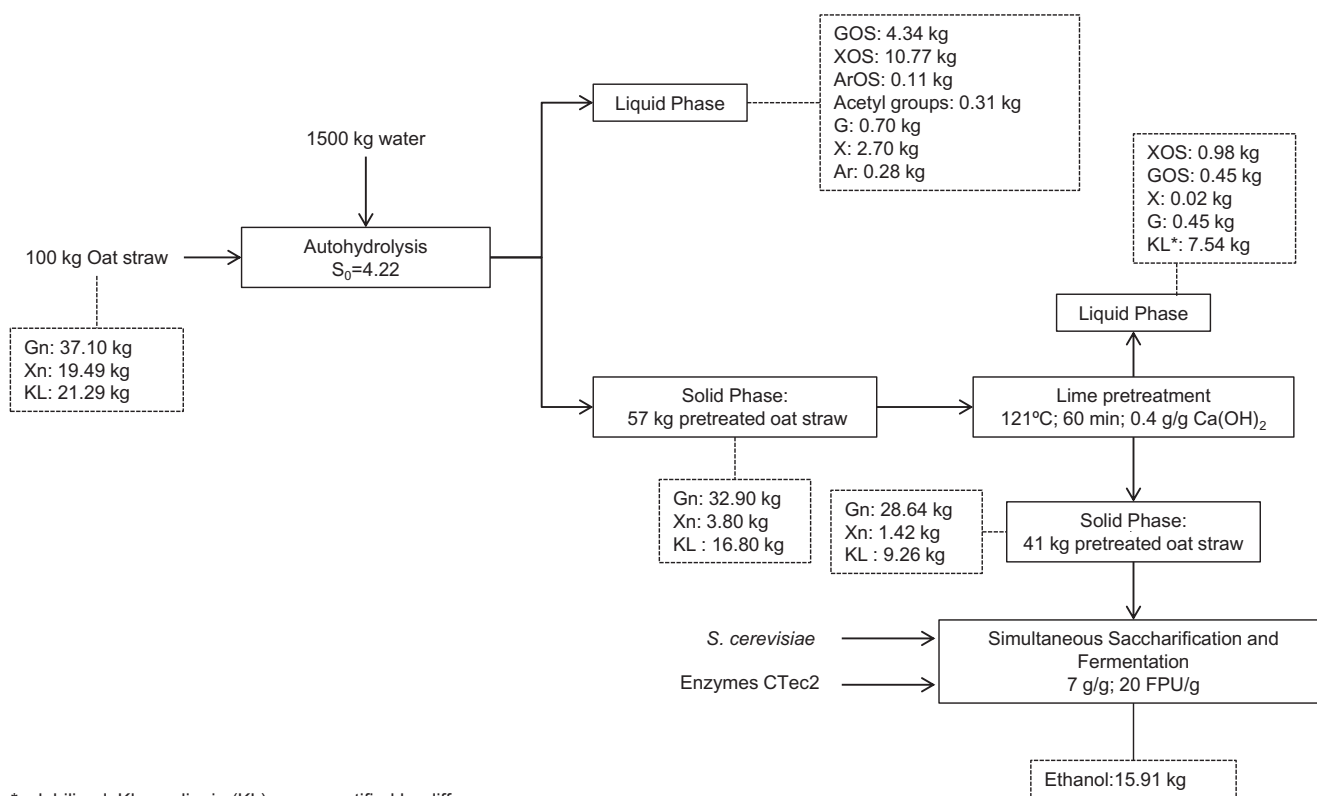 GOS: 4.34 kg
XOS: 10.77 kg
ArOS: 0.11 kg
Acetyl groups: 0.31 kg
G: 0.70 kg
X: 2.70 kg
Ar: 0.28 kg
Liquid Phase
1500 kg water
XOS: 0.98 kg
GOS: 0.45 kg
X: 0.02 kg
G: 0.45 kg
KL*: 7.54 kg
100 kg Oat straw
Autohydrolysis
S0=4.22
Liquid Phase
Gn: 37.10 kg
Xn: 19.49 kg
KL: 21.29 kg
Solid Phase:
57 kg pretreated oat straw
Lime pretreatment
121ºC; 60 min; 0.4 g/g Ca(OH)2
Gn: 32.90 kg
Xn: 3.80 kg
KL : 16.80 kg
Gn: 28.64 kg
Xn: 1.42 kg
KL : 9.26 kg
Solid Phase:
41 kg pretreated oat straw
S. cerevisiae
Enzymes CTec2
Simultaneous Saccharification and
Fermentation
7 g/g; 20 FPU/g
Ethanol:15.91 kg